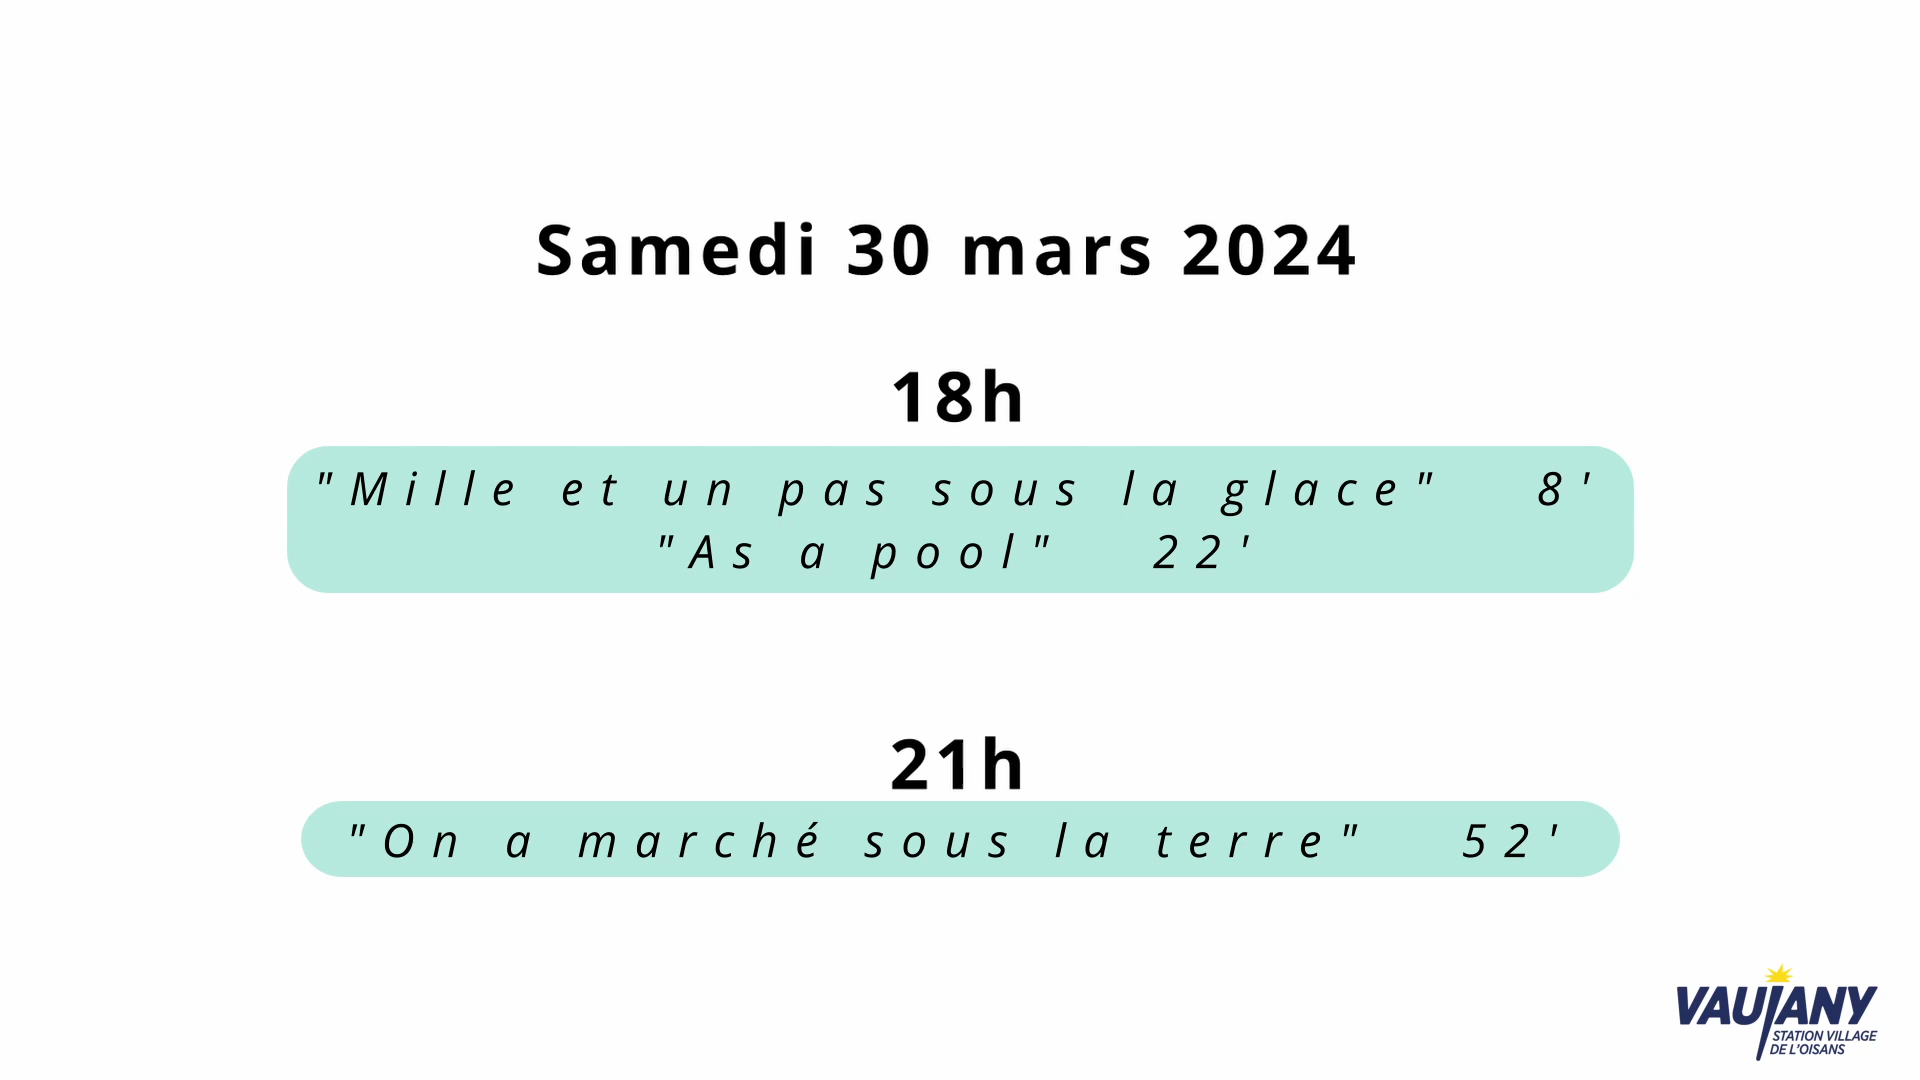 Samedi 30 mars 2024
18h
"Mille et un pas sous la glace" 8'
"As a pool" 22'
21h
"On a marché sous la terre" 52'
VAUJANY
STATION VILLAGE
DE L'OISANS